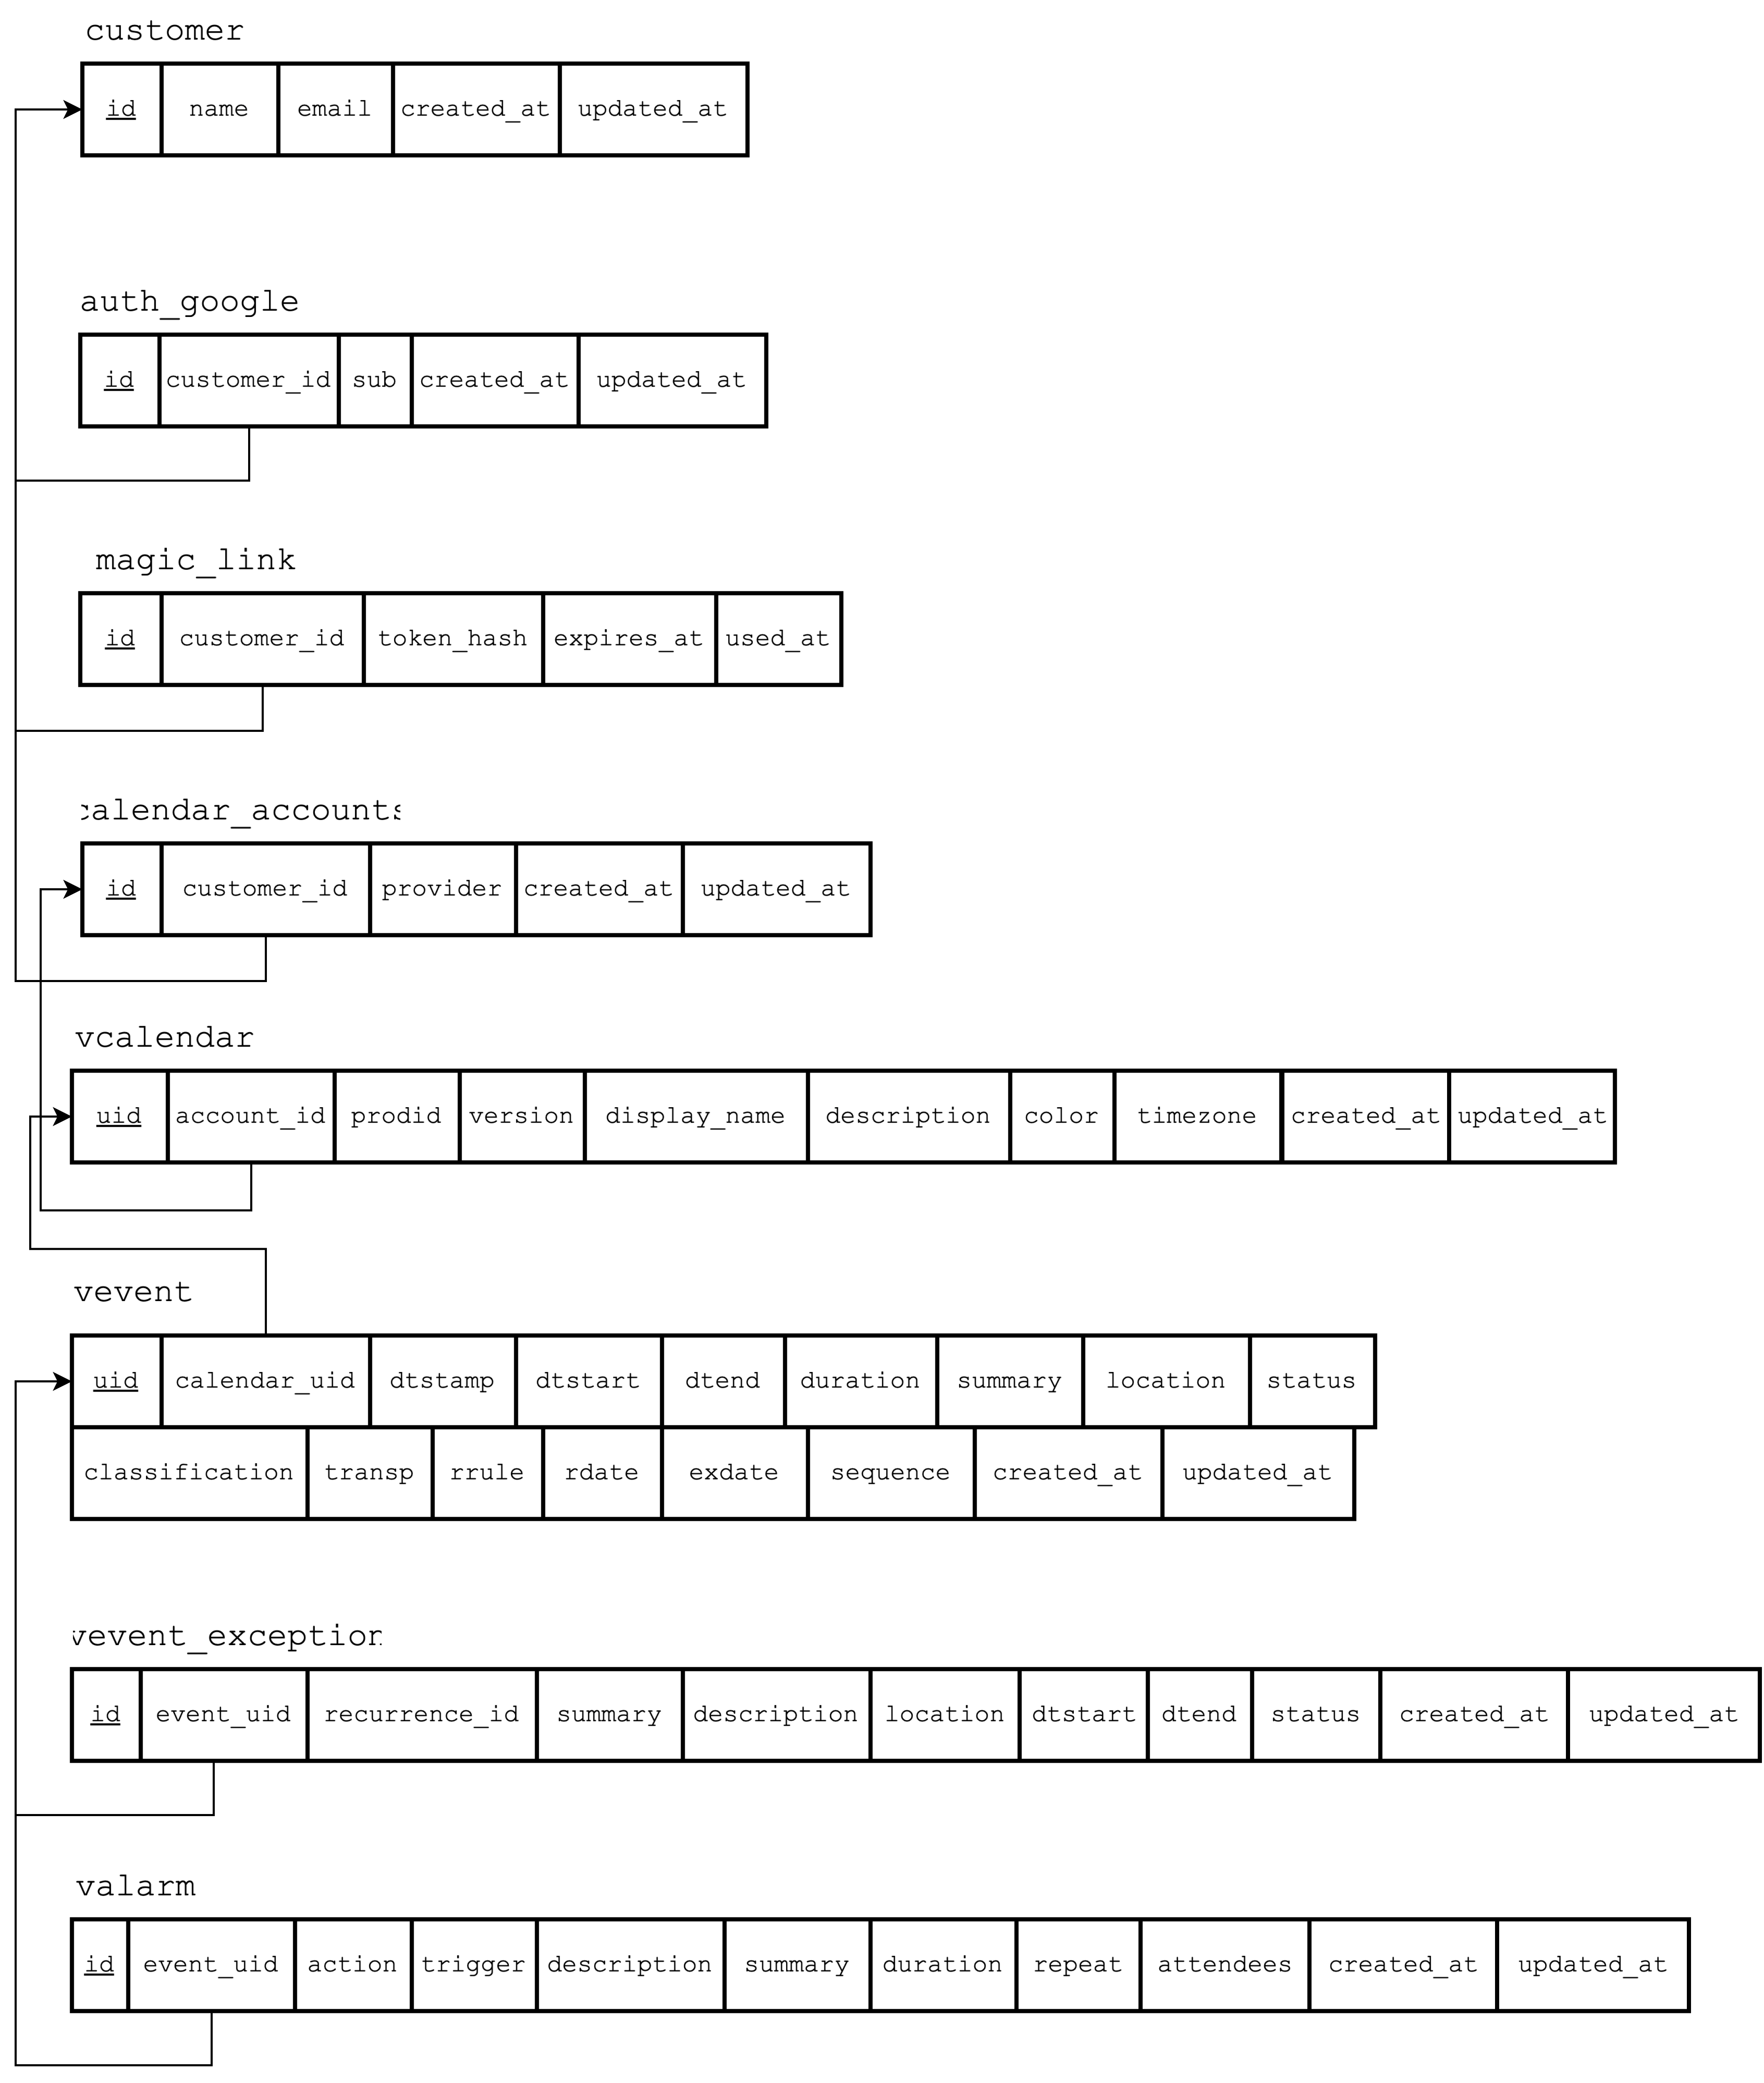 customer
id name email created_at updated_at
auth_google
id customer_id sub created_at updated_at
magic_link
id customer_id token_hash expires_at used_at
calendar_accounts
id customer_id provider created_at updated_at
vcalendar
uid account_id prodid version display_name description color timezone created_at updated_at
vevent
uid calendar_uid dtstamp dtstart dtend duration summary location status
classification transp rrule rdate exdate sequence created_at updated_at
vevent_exception
id event_uid recurrence_id summary description location dtstart dtend status created_at updated_at
valarm
id event_uid action trigger description summary duration repeat attendees created_at updated_at